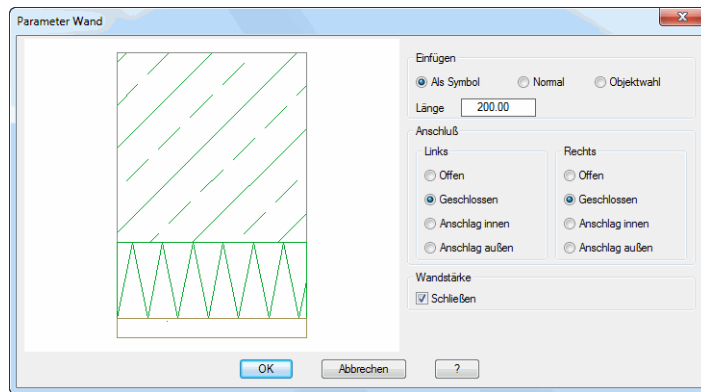 Parameter Wand
Einfügen
Als Symbol Normal Objektwahl
Länge 200.00
Anschluß
Links Rechts
Offen Offen
Geschlossen Geschlossen
Anschlag innen Anschlag innen
Anschlag außen Anschlag außen
Wandstärke
Schließen
OK Abbrechen ?